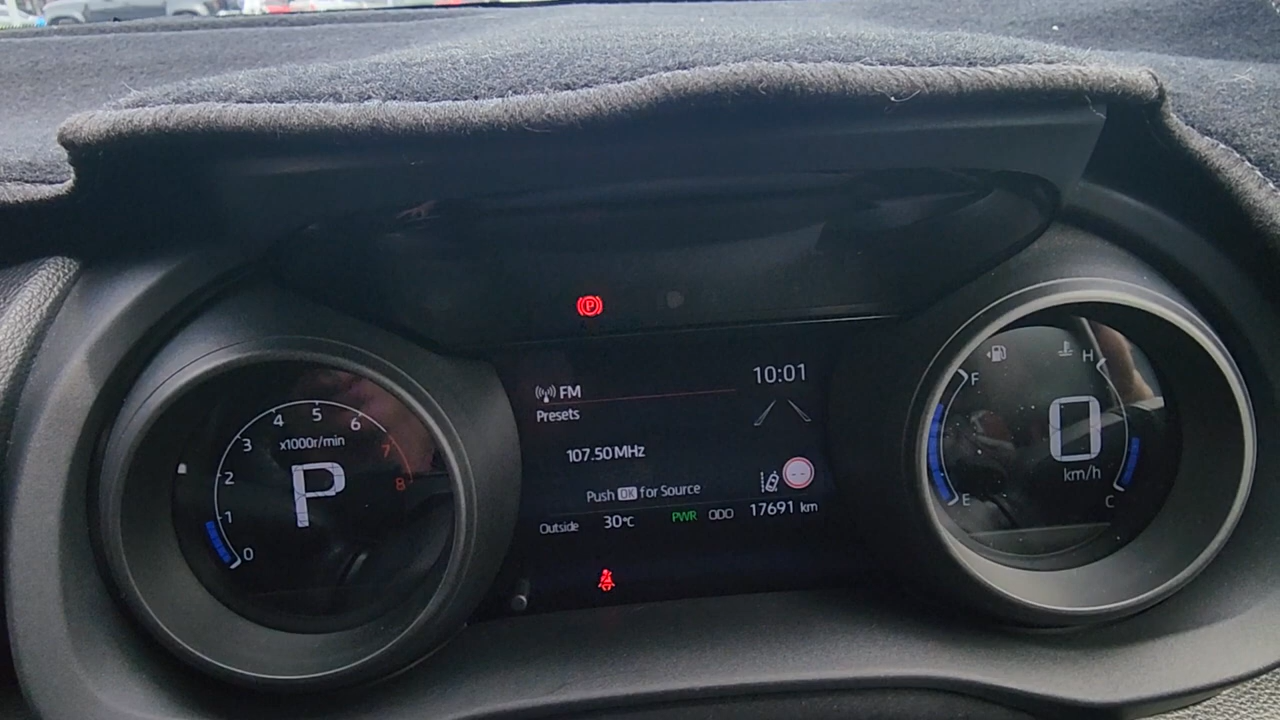 P
FM
10:01
Presets
107.50 MHz
Push OK for Source
Outside 30°C PWR ODO 17691 km
8
7
6
5
4
3
2
1
0
x1000r/min
P
F
E
H
C
0
km/h
--